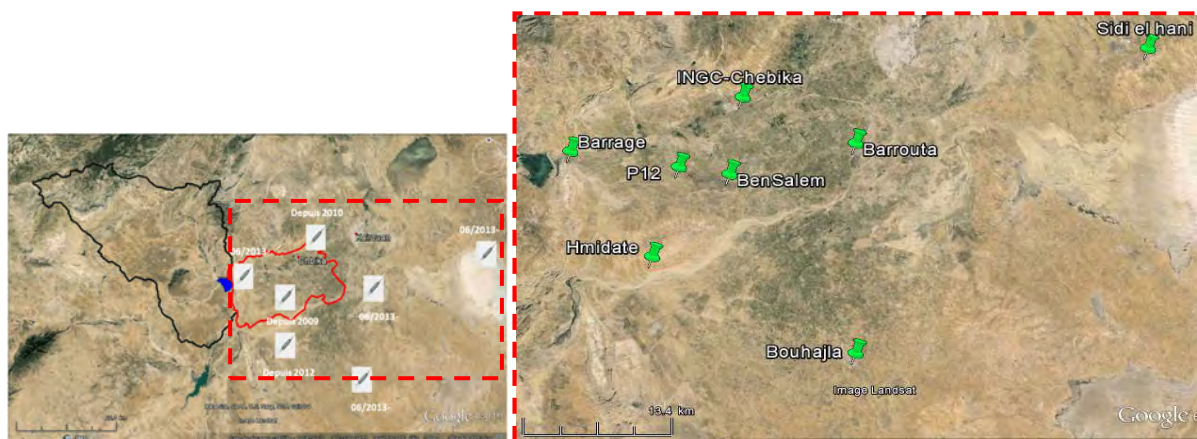 Depuis 2010
06/2013-
06/2013
Depuis 2009
06/2013-
Depuis 2012
06/2013-
Google
Sidi el hani
INGC-Chebika
Barrage
Barrouta
P12
BenSalem
Hmidate
Bouhajla
Image Landsat
13.4 km
Google